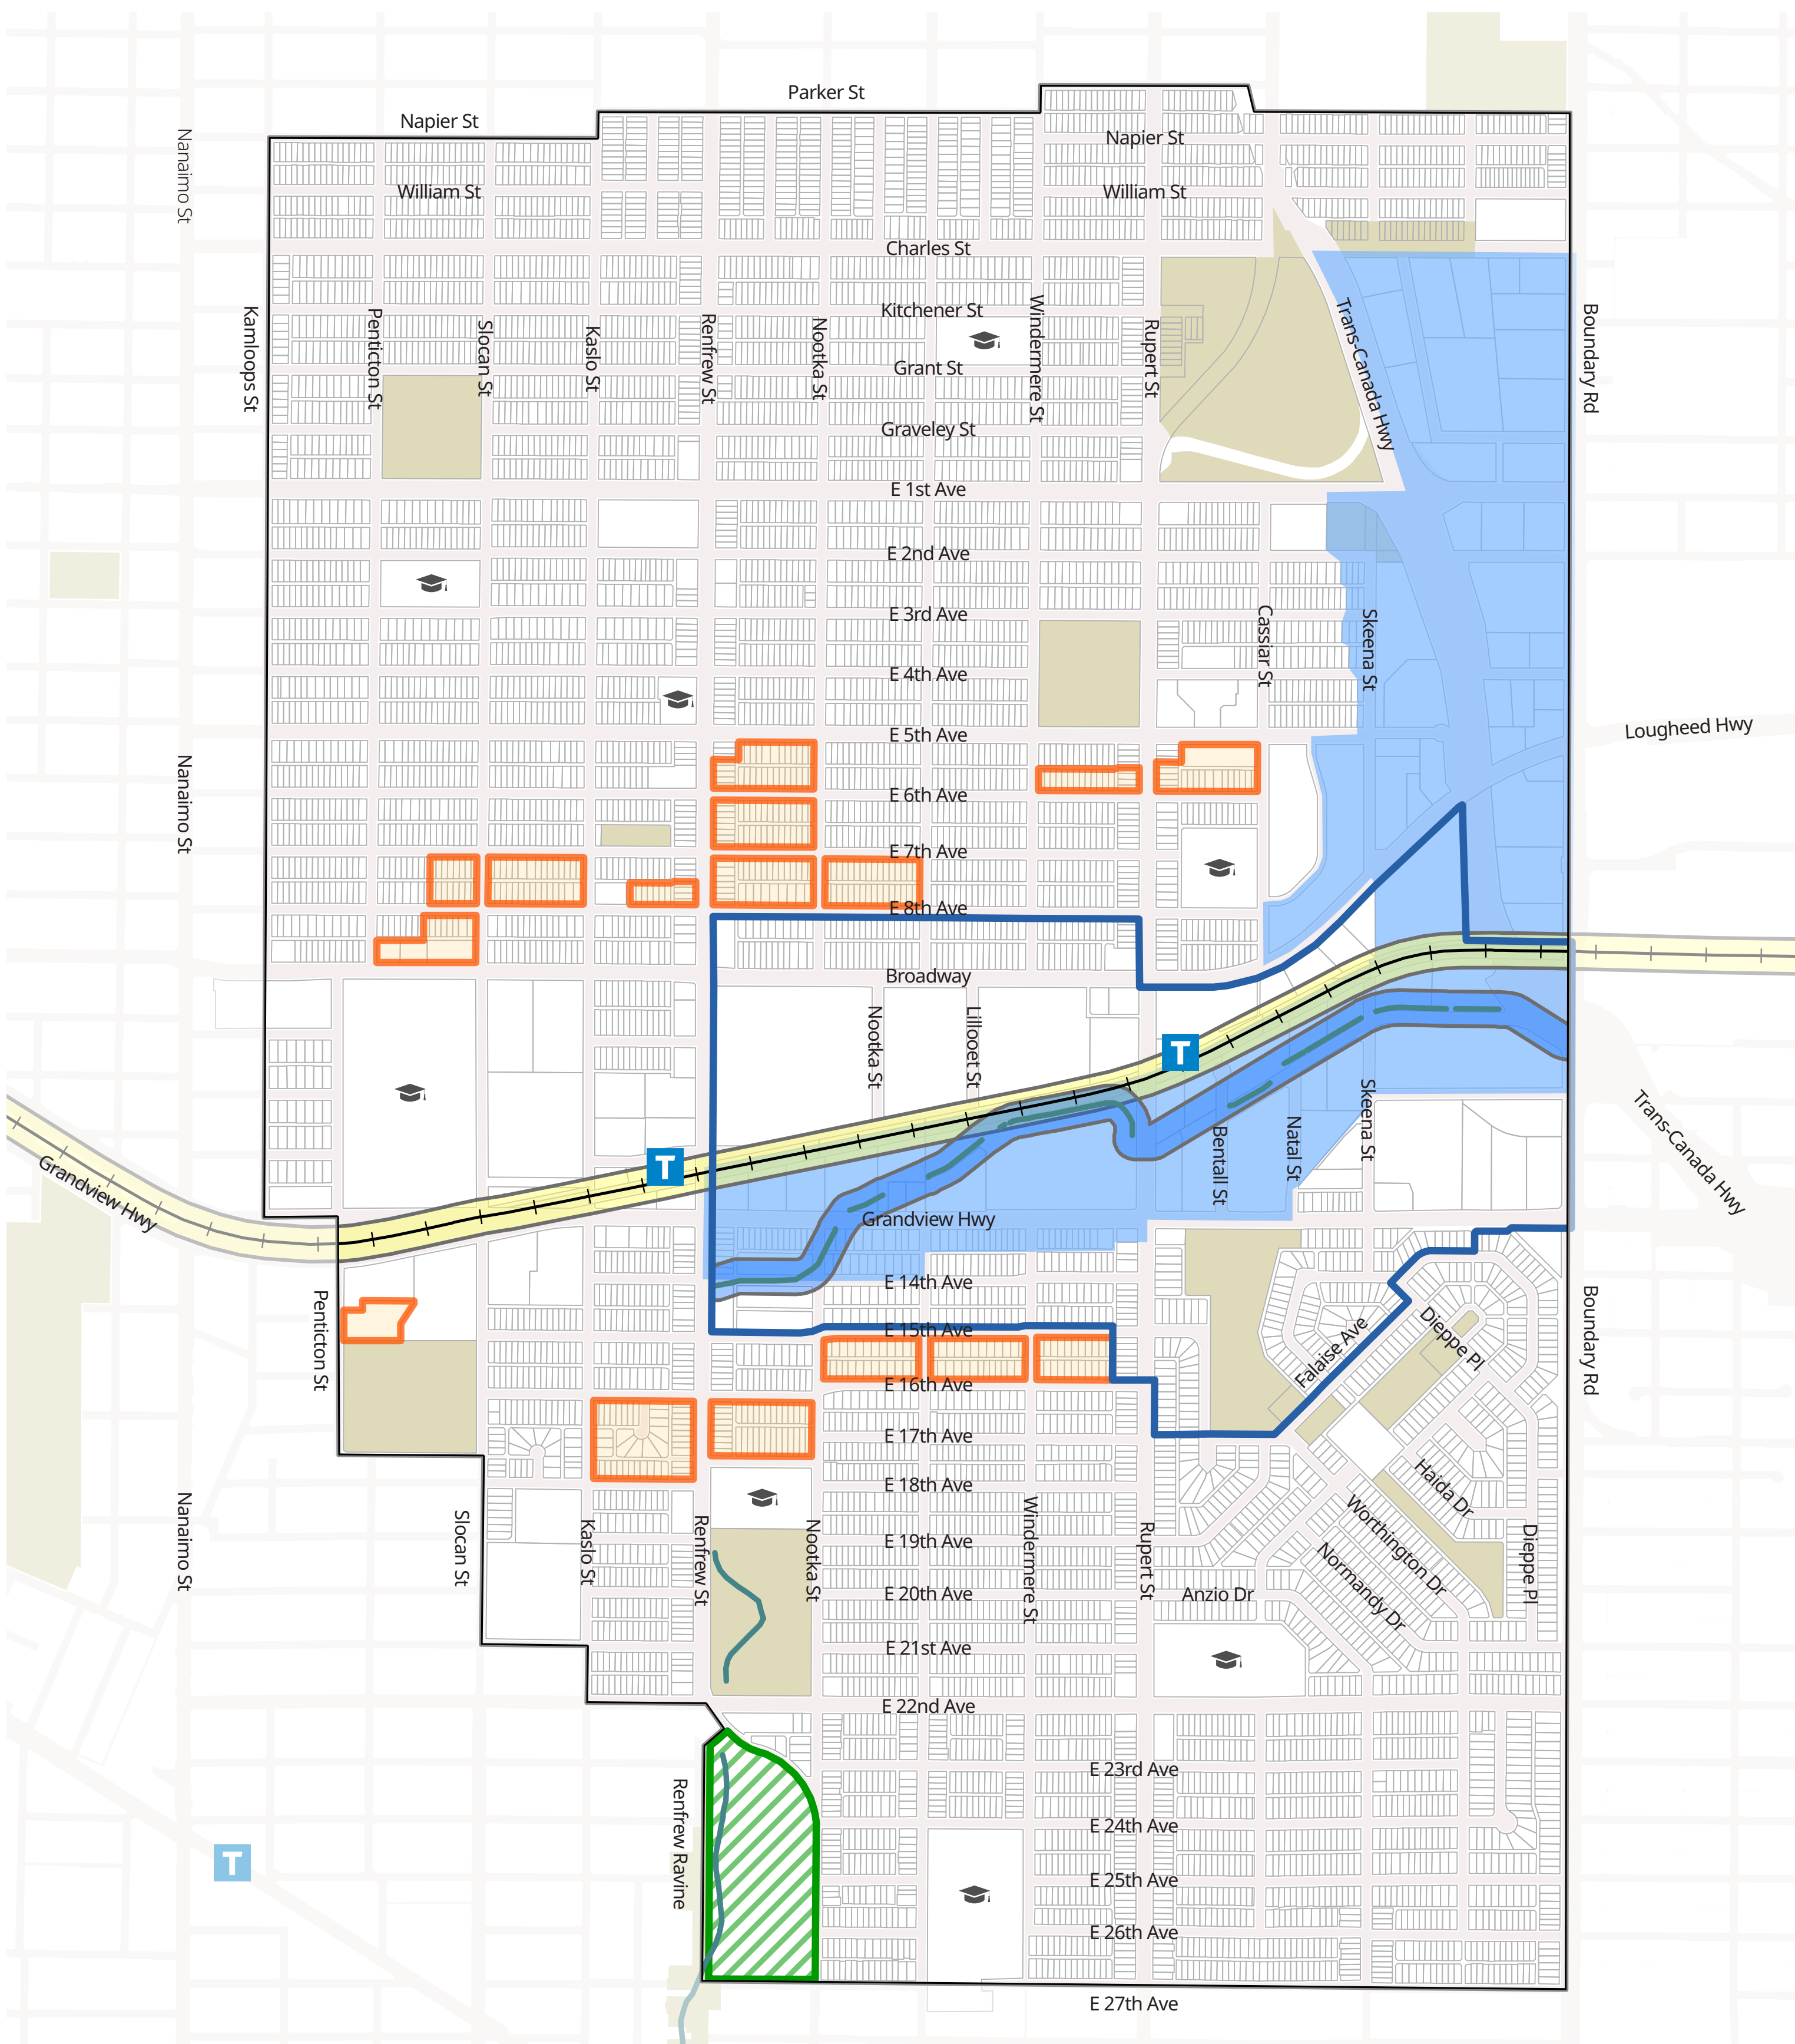 Parker St
Napier St
Napier St
Nanaimo St
William St
William St
Charles St
Kitchener St
Kamloops St
Penticton St
Slocan St
Kaslo St
Renfrew St
Nootka St
Windermere St
Rupert St
Trans-Canada Hwy
Boundary Rd
Grant St
Graveley St
E 1st Ave
E 2nd Ave
E 3rd Ave
Cassiar St
Skeena St
E 4th Ave
E 5th Ave
Lougheed Hwy
Nanaimo St
E 6th Ave
E 7th Ave
E 8th Ave
Broadway
Nootka St
Lillooet St
T
T
Skeena St
Natal St
Bentall St
Trans-Canada Hwy
Grandview Hwy
Grandview Hwy
E 14th Ave
Penticton St
Boundary Rd
E 15th Ave
Falaise Ave
Dieppe Pl
E 16th Ave
E 17th Ave
E 18th Ave
Haida Dr
Nanaimo St
Slocan St
Kaslo St
Renfrew St
Nootka St
Windermere St
Rupert St
Worthington Dr
Normandy Dr
Dieppe Pl
E 19th Ave
E 20th Ave
Anzio Dr
E 21st Ave
E 22nd Ave
E 23rd Ave
Renfrew Ravine
E 24th Ave
T
E 25th Ave
E 26th Ave
E 27th Ave